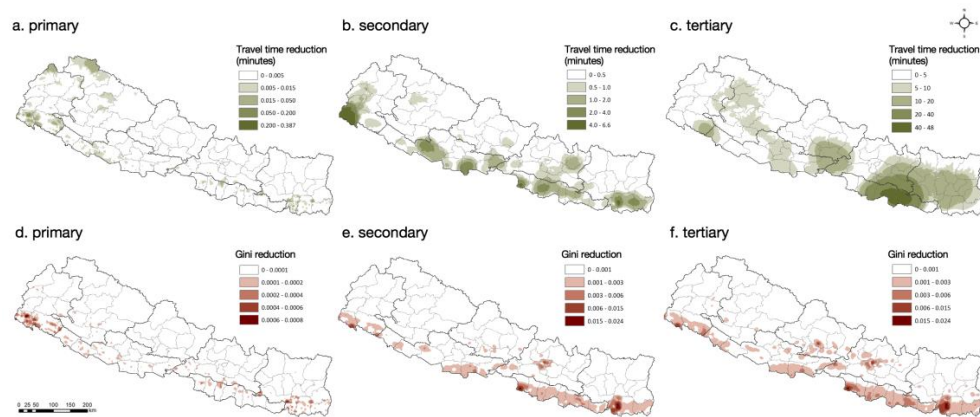 a. primary
Travel time reduction
(minutes)
0 - 0.005
0.005 - 0.015
0.015 - 0.050
0.050 - 0.200
0.200 - 0.387
b. secondary
Travel time reduction
(minutes)
0 - 0.5
0.5 - 1.0
1.0 - 2.0
2.0 - 4.0
4.0 - 6.6
c. tertiary
Travel time reduction
(minutes)
0 - 5
5 - 10
10 - 20
20 - 40
40 - 48
d. primary
Gini reduction
0 - 0.0001
0.0001 - 0.0002
0.0002 - 0.0004
0.0004 - 0.0006
0.0006 - 0.0008
0 25 50 100 150 200
e. secondary
Gini reduction
0 - 0.001
0.001 - 0.003
0.003 - 0.006
0.006 - 0.015
0.015 - 0.024
f. tertiary
Gini reduction
0 - 0.001
0.001 - 0.003
0.003 - 0.006
0.006 - 0.015
0.015 - 0.024